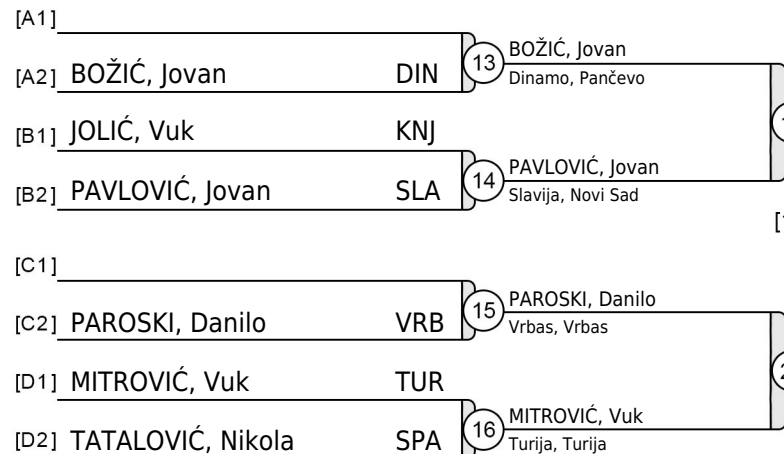 [A1]
[A2] BOŽIĆ, Jovan DIN
13
BOŽIĆ, Jovan
Dinamo, Pančevo
[B1] JOLIĆ, Vuk KNJ
[B2] PAVLOVIĆ, Jovan SLA
14
PAVLOVIĆ, Jovan
Slavija, Novi Sad
[C1]
[C2] PAROSKI, Danilo VRB
15
PAROSKI, Danilo
Vrbas, Vrbas
[D1] MITROVIĆ, Vuk TUR
[D2] TATALOVIĆ, Nikola SPA
16
MITROVIĆ, Vuk
Turija, Turija